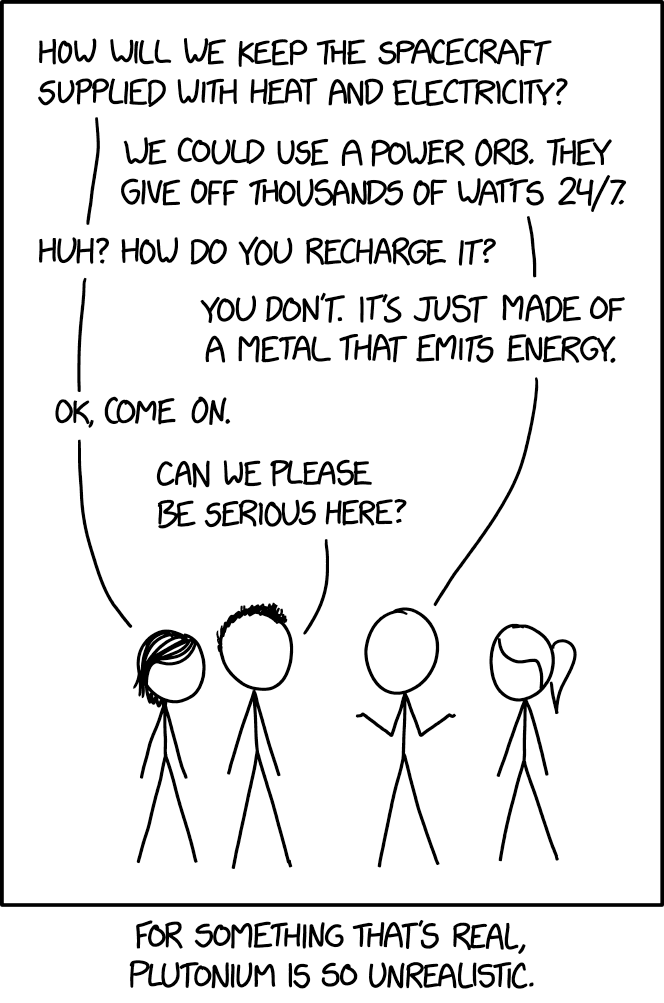 HOW WILL WE KEEP THE SPACECRAFT
SUPPLIED WITH HEAT AND ELECTRICITY?
WE COULD USE A POWER ORB. THEY
GIVE OFF THOUSANDS OF WATTS 24/7.
HUH? HOW DO YOU RECHARGE IT?
YOU DON'T. IT'S JUST MADE OF
A METAL THAT EMITS ENERGY.
OK, COME ON.
CAN WE PLEASE
BE SERIOUS HERE?
FOR SOMETHING THAT'S REAL,
PLUTONIUM IS SO UNREALISTIC.